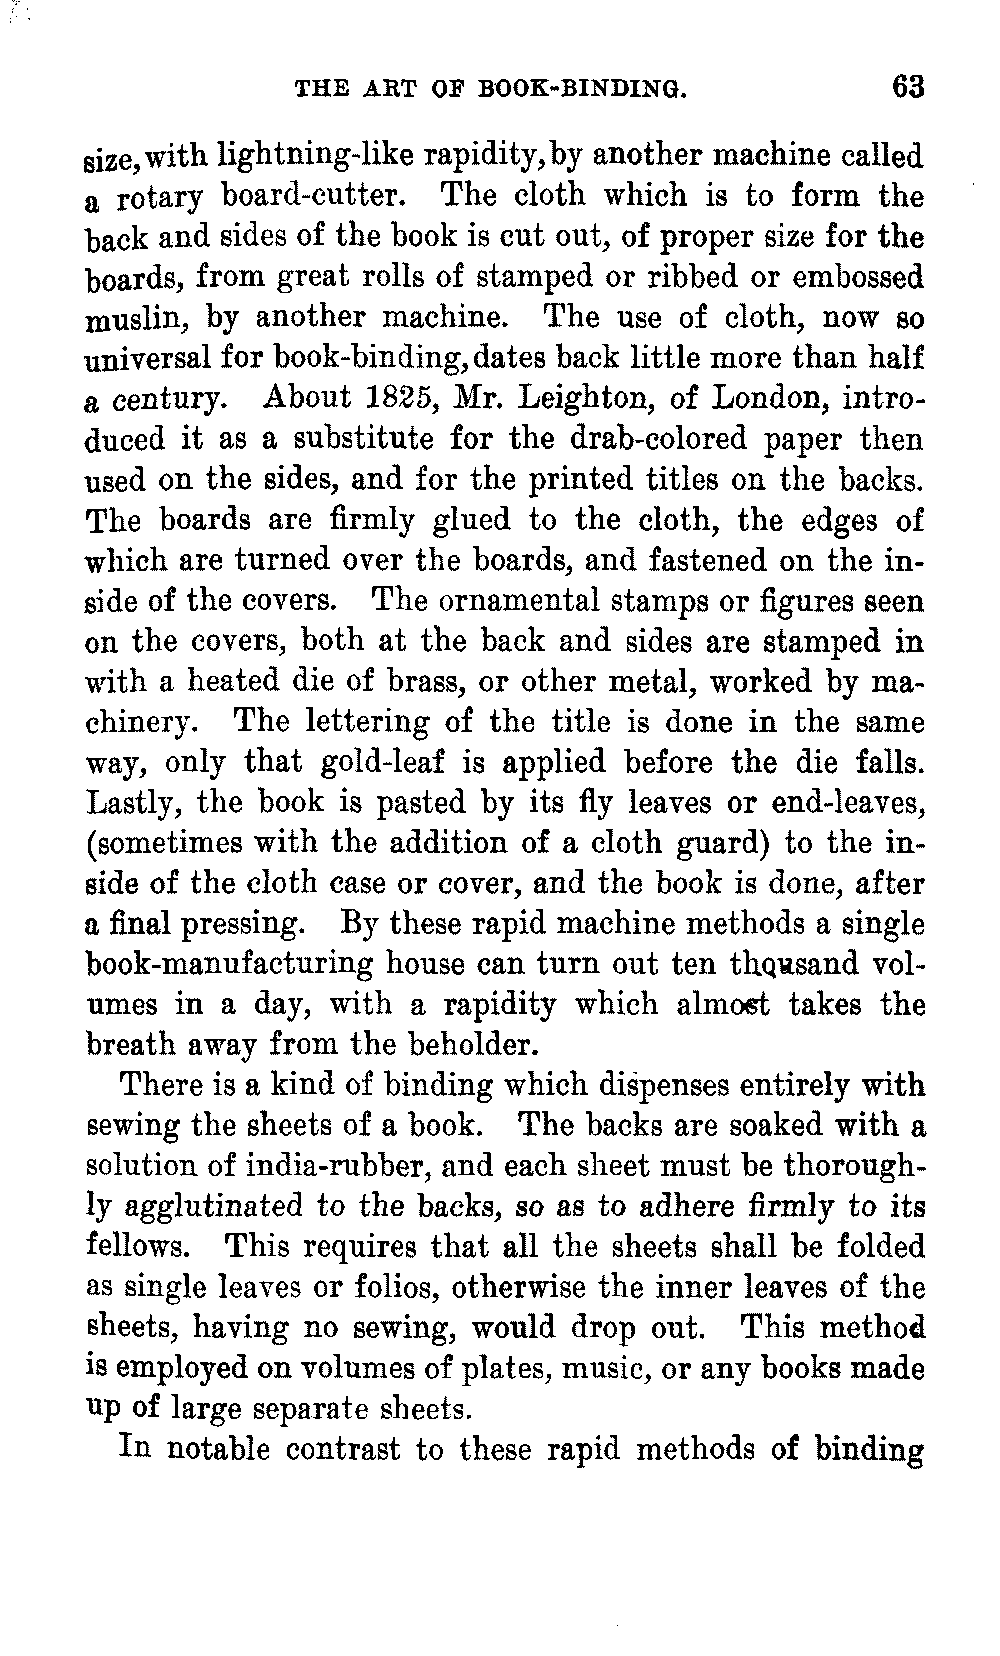 THE ART OF BOOK-BINDING. 63
size, with lightning-like rapidity, by another machine called
a rotary board-cutter. The cloth which is to form the
back and sides of the book is cut out, of proper size for the
boards, from great rolls of stamped or ribbed or embossed
muslin, by another machine. The use of cloth, now so
universal for book-binding, dates back little more than half
a century. About 1825, Mr. Leighton, of London, intro-
duced it as a substitute for the drab-colored paper then
used on the sides, and for the printed titles on the backs.
The boards are firmly glued to the cloth, the edges of
which are turned over the boards, and fastened on the in-
side of the covers. The ornamental stamps or figures seen
on the covers, both at the back and sides are stamped in
with a heated die of brass, or other metal, worked by ma-
chinery. The lettering of the title is done in the same
way, only that gold-leaf is applied before the die falls.
Lastly, the book is pasted by its fly leaves or end-leaves,
(sometimes with the addition of a cloth guard) to the in-
side of the cloth case or cover, and the book is done, after
a final pressing. By these rapid machine methods a single
book-manufacturing house can turn out ten thousand vol-
umes in a day, with a rapidity which almost takes the
breath away from the beholder.
There is a kind of binding which dispenses entirely with
sewing the sheets of a book. The backs are soaked with a
solution of india-rubber, and each sheet must be thorough-
ly agglutinated to the backs, so as to adhere firmly to its
fellows. This requires that all the sheets shall be folded
as single leaves or folios, otherwise the inner leaves of the
sheets, having no sewing, would drop out. This method
is employed on volumes of plates, music, or any books made
up of large separate sheets.
In notable contrast to these rapid methods of binding